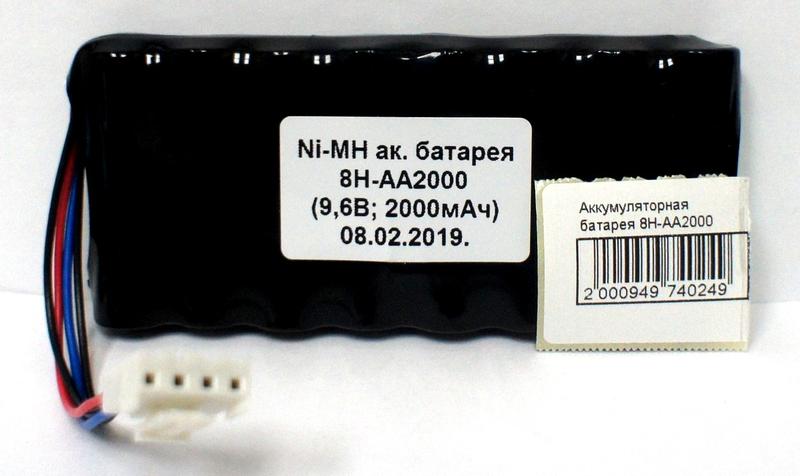 Ni-MH ак. батарея
8H-AA2000
(9,6В; 2000мАч)
08.02.2019.
Аккумуляторная
батарея 8H-AA2000
2 000949 740249